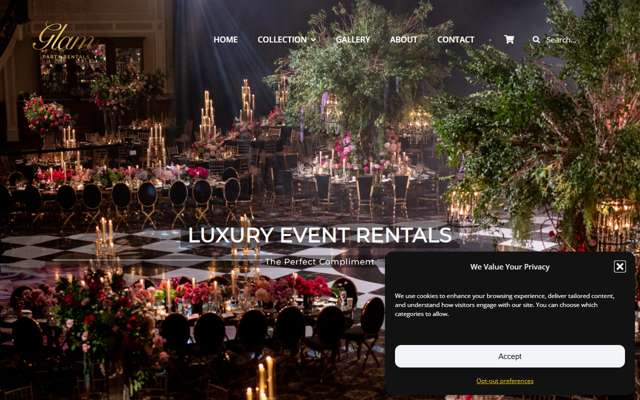 Glam
PARTY RENTALS
HOME
COLLECTION
GALLERY
ABOUT
CONTACT
Search...
LUXURY EVENT RENTALS
The Perfect Compliment
We Value Your Privacy
We use cookies to enhance your browsing experience, deliver tailored content,
and understand how visitors engage with our site. You can choose which
categories to allow.
Accept
Opt-out preferences